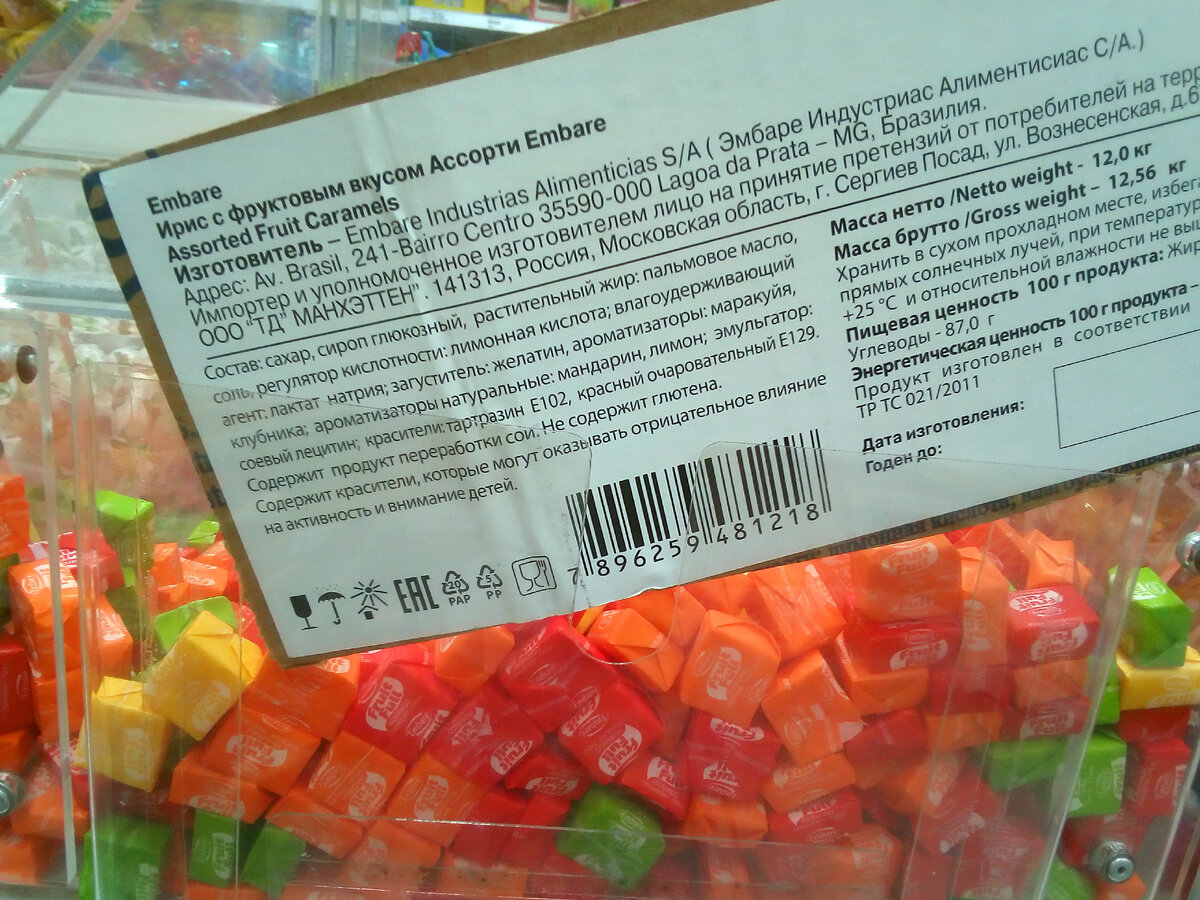 Embare
Ирис с фруктовым вкусом Ассорти Embare
Assorted Fruit Caramels
Изготовитель – Embare Industrias Alimenticias S/A ( Эмбаре Индустриас Алиментисиас С/А.)
Адрес: Av. Brasil, 241-Bairro Centro 35590-000 Lagoa da Prata – MG, Бразилия.
Импортер и уполномоченное изготовителем лицо на принятие претензий от потребителей на терр
ООО "ТД" МАНХЭТТЕН". 141313, Россия, Московская область, г. Сергиев Посад, ул. Вознесенская, д.6
Состав: сахар, сироп глюкозный, растительный жир: пальмовое масло,
соль, регулятор кислотности: лимонная кислота; влагоудерживающий
агент: лактат натрия; загуститель: желатин, ароматизаторы: маракуйя,
клубника; ароматизаторы натуральные: мандарин, лимон; эмульгатор:
соевый лецитин; красители: тартразин Е102, красный очаровательный Е129.
Содержит продукт переработки сои. Не содержит глютена.
Содержит красители, которые могут оказывать отрицательное влияние
на активность и внимание детей.
Масса нетто /Netto weight - 12,0 кг
Масса брутто /Gross weight – 12,56 кг
Хранить в сухом прохладном месте, избега
прямых солнечных лучей, при температур
+25 °С и относительной влажности не выш
Пищевая ценность 100 г продукта: Жир
Углеводы - 87,0 г
Энергетическая ценность 100 г продукта -
Продукт изготовлен в соответствии
ТР ТС 021/2011
Дата изготовления:
Годен до:
EAC
20
PAP
5
PP
7 896259 481218